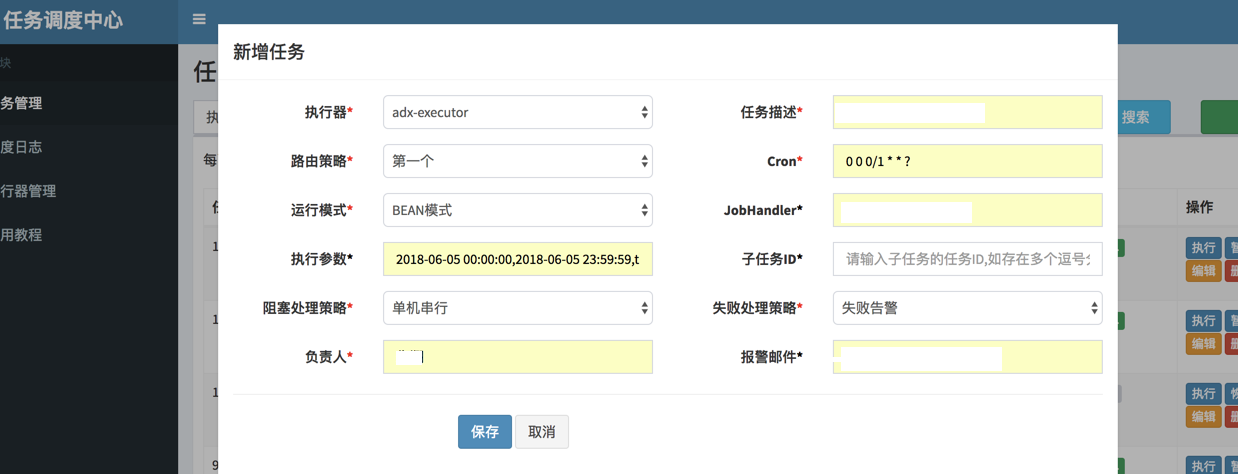 任务调度中心
块
务管理
度日志
行器管理
用教程
任
执
搜索
每
新增任务
执行器* adx-executor 任务描述*
路由策略* 第一个 Cron* 0 0 0/1 * * ?
运行模式* BEAN模式 JobHandler*
执行参数* 2018-06-05 00:00:00,2018-06-05 23:59:59,t 子任务ID* 请输入子任务的任务ID,如存在多个逗号分
阻塞处理策略* 单机串行 失败处理策略* 失败告警
负责人* 报警邮件*
保存 取消
操作
1 执行 暂
编辑 删
1 执行 暂
编辑 删
1 执行 恢
编辑 删
9 执行 暂